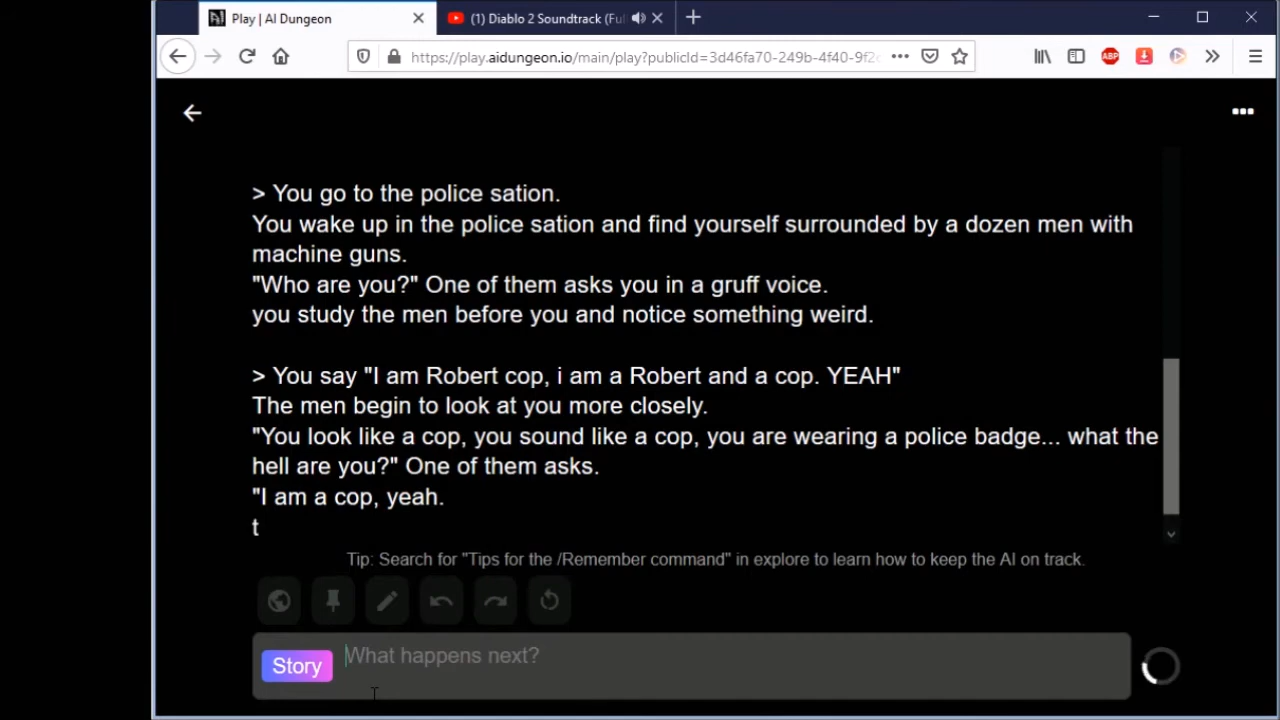 Play | AI Dungeon
(1) Diablo 2 Soundtrack (Ful
https://play.aidungeon.io/main/play?publicId=3d46fa70-249b-4f40-9f2c
ABP
> You go to the police sation.
You wake up in the police sation and find yourself surrounded by a dozen men with
machine guns.
"Who are you?" One of them asks you in a gruff voice.
you study the men before you and notice something weird.
> You say "I am Robert cop, i am a Robert and a cop. YEAH"
The men begin to look at you more closely.
"You look like a cop, you sound like a cop, you are wearing a police badge... what the
hell are you?" One of them asks.
"I am a cop, yeah.
t
Tip: Search for "Tips for the /Remember command" in explore to learn how to keep the AI on track.
Story
What happens next?